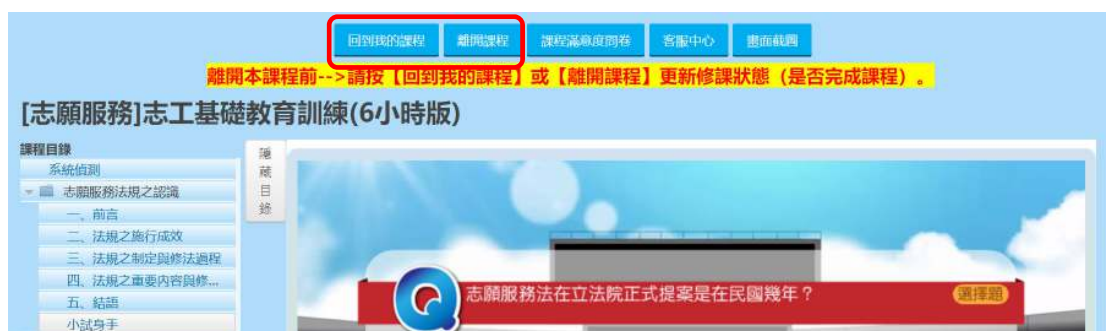 回到我的課程 離開課程 課程滿意度問卷 客服中心 畫面截圖
離開本課程前-->請按【回到我的課程】或【離開課程】更新修課狀態（是否完成課程）。
[志願服務]志工基礎教育訓練(6小時版)
課程目錄
系統偵測
志願服務法規之認識
一、前言
二、法規之施行成效
三、法規之制定與修法過程
四、法規之重要內容與修...
五、結語
小試身手
隱藏目錄
Q 志願服務法在立法院正式提案是在民國幾年？ 選擇題